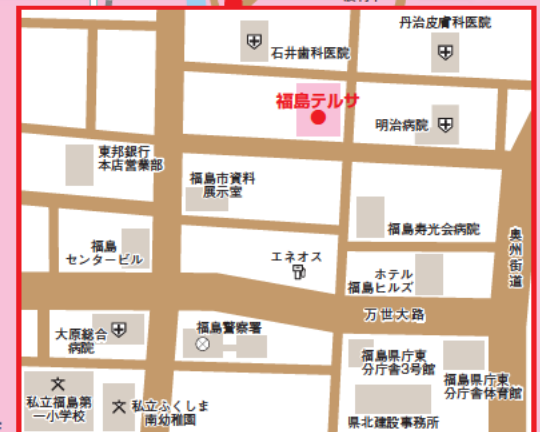 丹治皮膚科医院
石井歯科医院
福島テルサ
明治病院
東邦銀行
本店営業部
福島市資料
展示室
福島寿光会病院
奥州街道
福島
センタービル
エネオス
ホテル
福島ヒルズ
万世大路
大原総合
病院
福島警察署
福島県庁東
分庁舎3号館
福島県庁東
分庁舎体育館
私立福島第
一小学校
私立ふくしま
南幼稚園
県北建設事務所